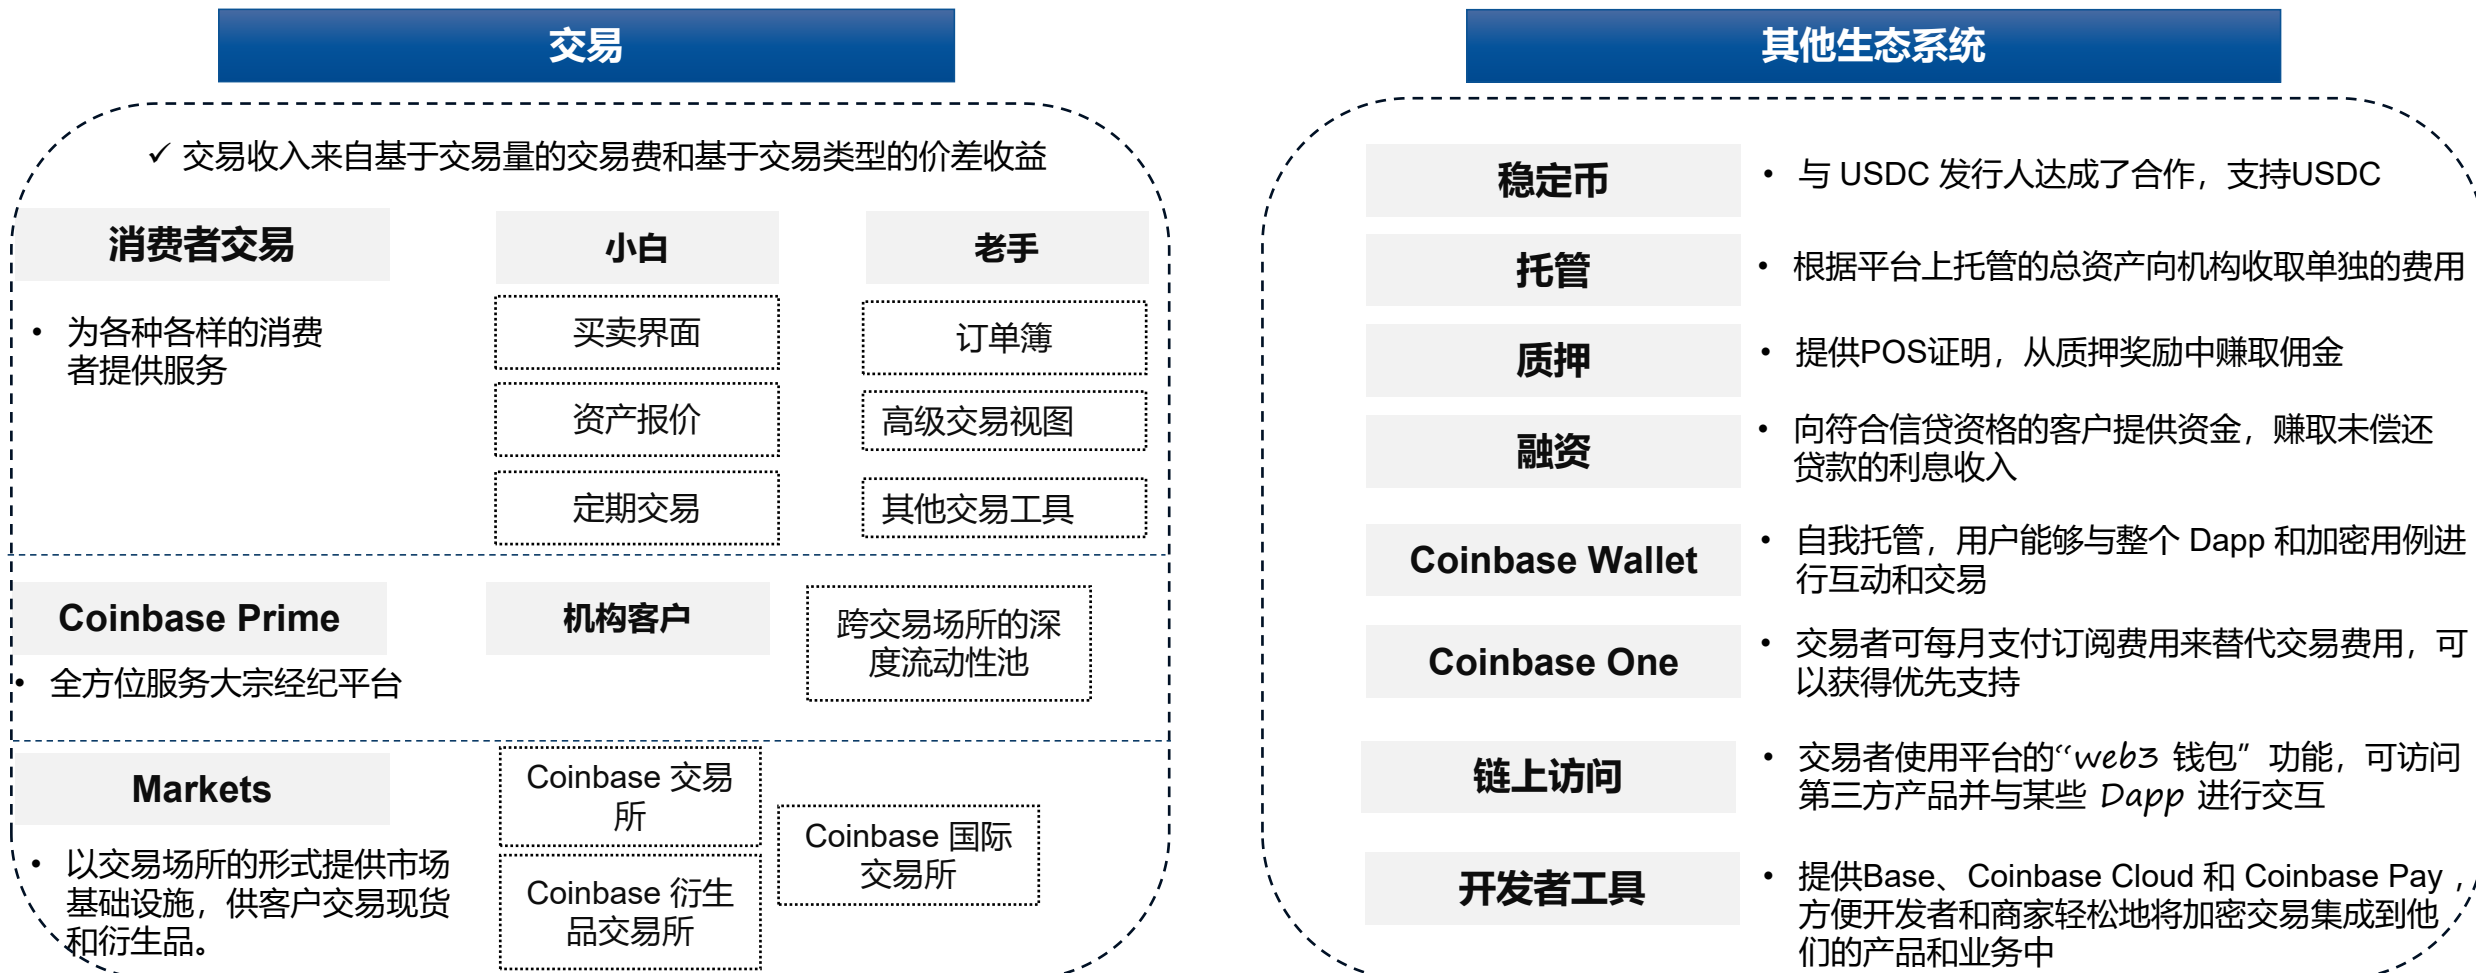 交易
✓ 交易收入来自基于交易量的交易费和基于交易类型的价差收益
消费者交易
小白
老手
• 为各种各样的消费
者提供服务
买卖界面
订单簿
资产报价
高级交易视图
定期交易
其他交易工具
Coinbase Prime
机构客户
跨交易场所的深
度流动性池
• 全方位服务大宗经纪平台
Markets
Coinbase 交易
所
Coinbase 国际
交易所
Coinbase 衍生
品交易所
• 以交易场所的形式提供市场
基础设施，供客户交易现货
和衍生品。
其他生态系统
稳定币
• 与 USDC 发行人达成了合作，支持USDC
托管
• 根据平台上托管的总资产向机构收取单独的费用
质押
• 提供POS证明，从质押奖励中赚取佣金
融资
• 向符合信贷资格的客户提供资金，赚取未偿还
贷款的利息收入
Coinbase Wallet
• 自我托管，用户能够与整个 Dapp 和加密用例进
行互动和交易
Coinbase One
• 交易者可每月支付订阅费用来替代交易费用，可
以获得优先支持
链上访问
• 交易者使用平台的“web3 钱包”功能，可访问
第三方产品并与某些 Dapp 进行交互
开发者工具
• 提供Base、Coinbase Cloud 和 Coinbase Pay ，
方便开发者和商家轻松地将加密交易集成到他
们的产品和业务中